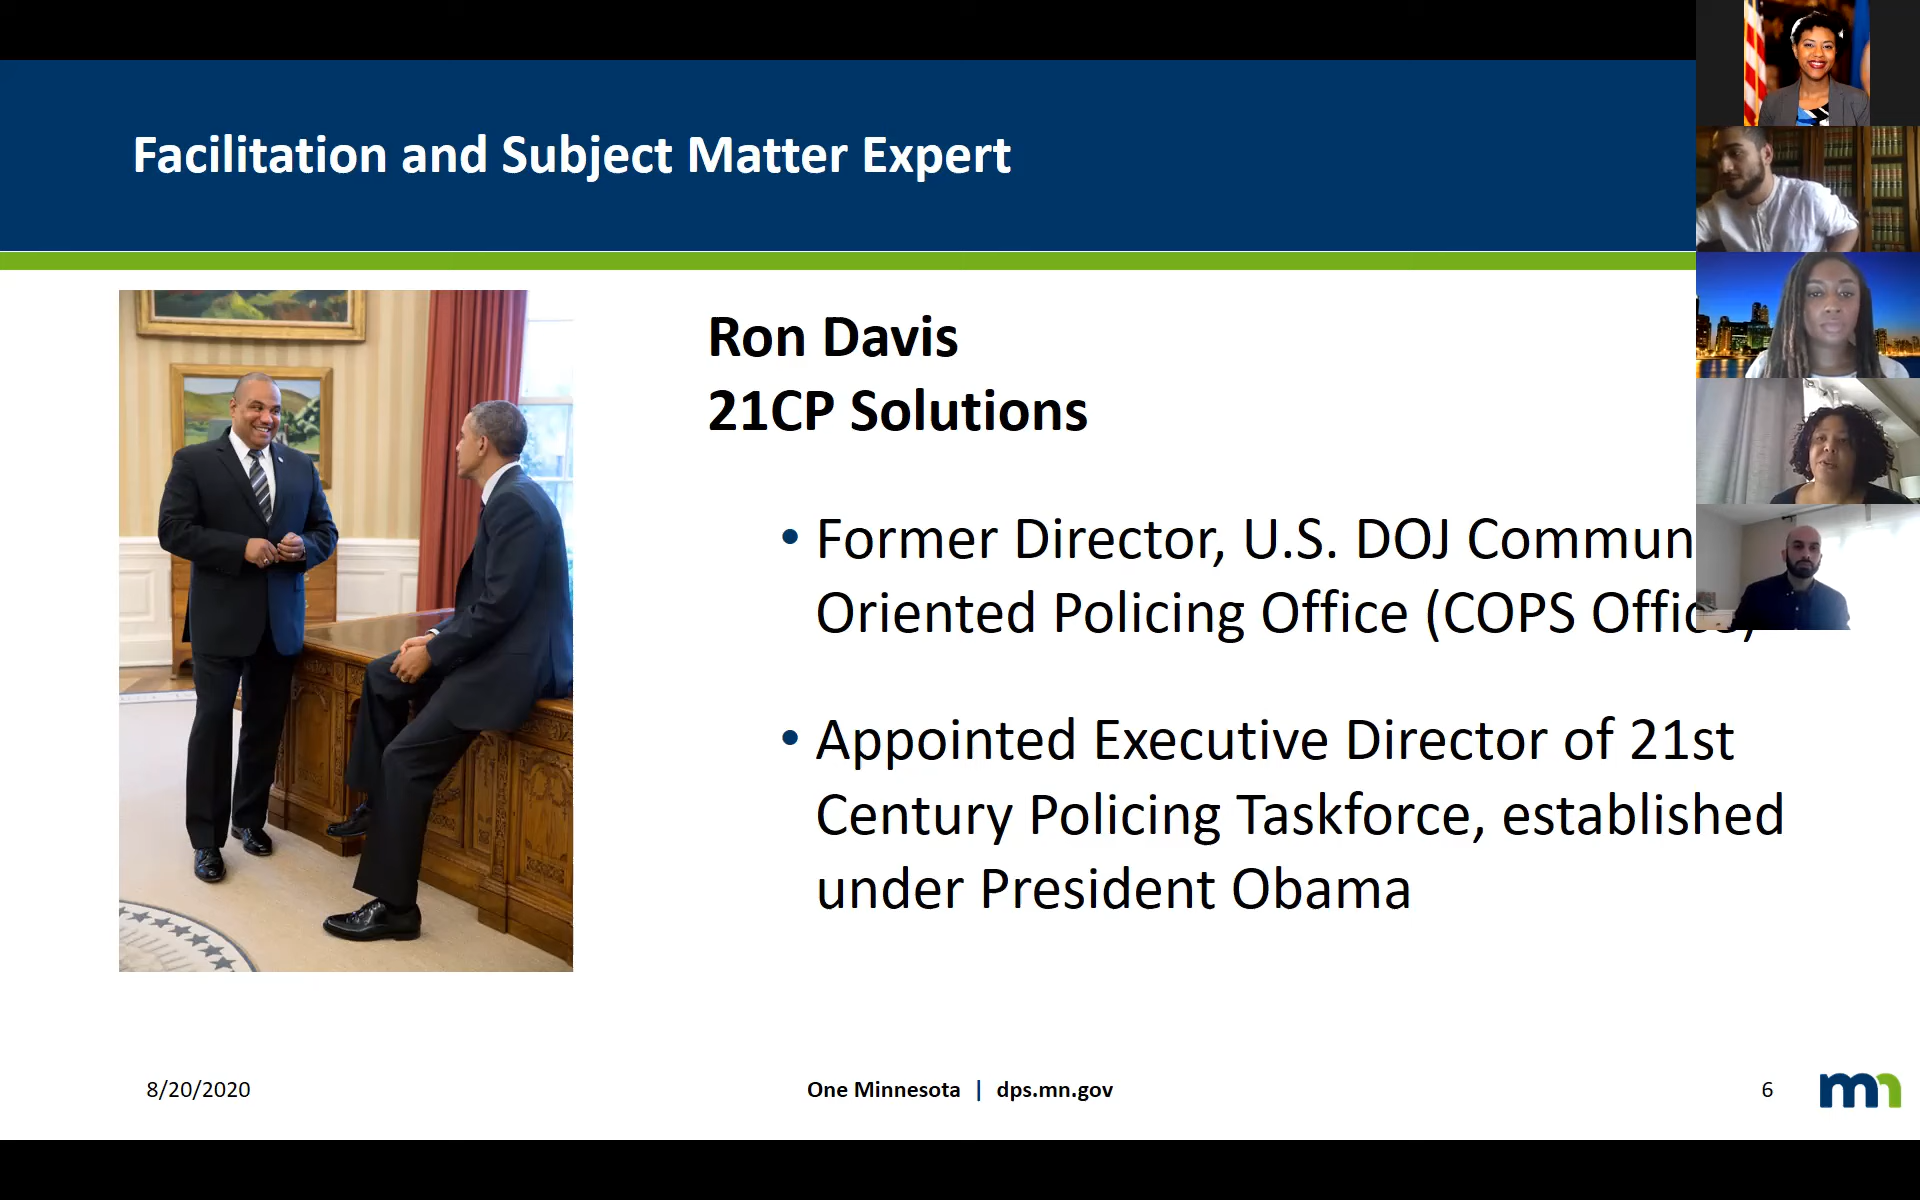 Facilitation and Subject Matter Expert
Ron Davis
21CP Solutions
• Former Director, U.S. DOJ Commun
Oriented Policing Office (COPS Office)
• Appointed Executive Director of 21st
Century Policing Taskforce, established
under President Obama
8/20/2020
One Minnesota | dps.mn.gov
6
mn